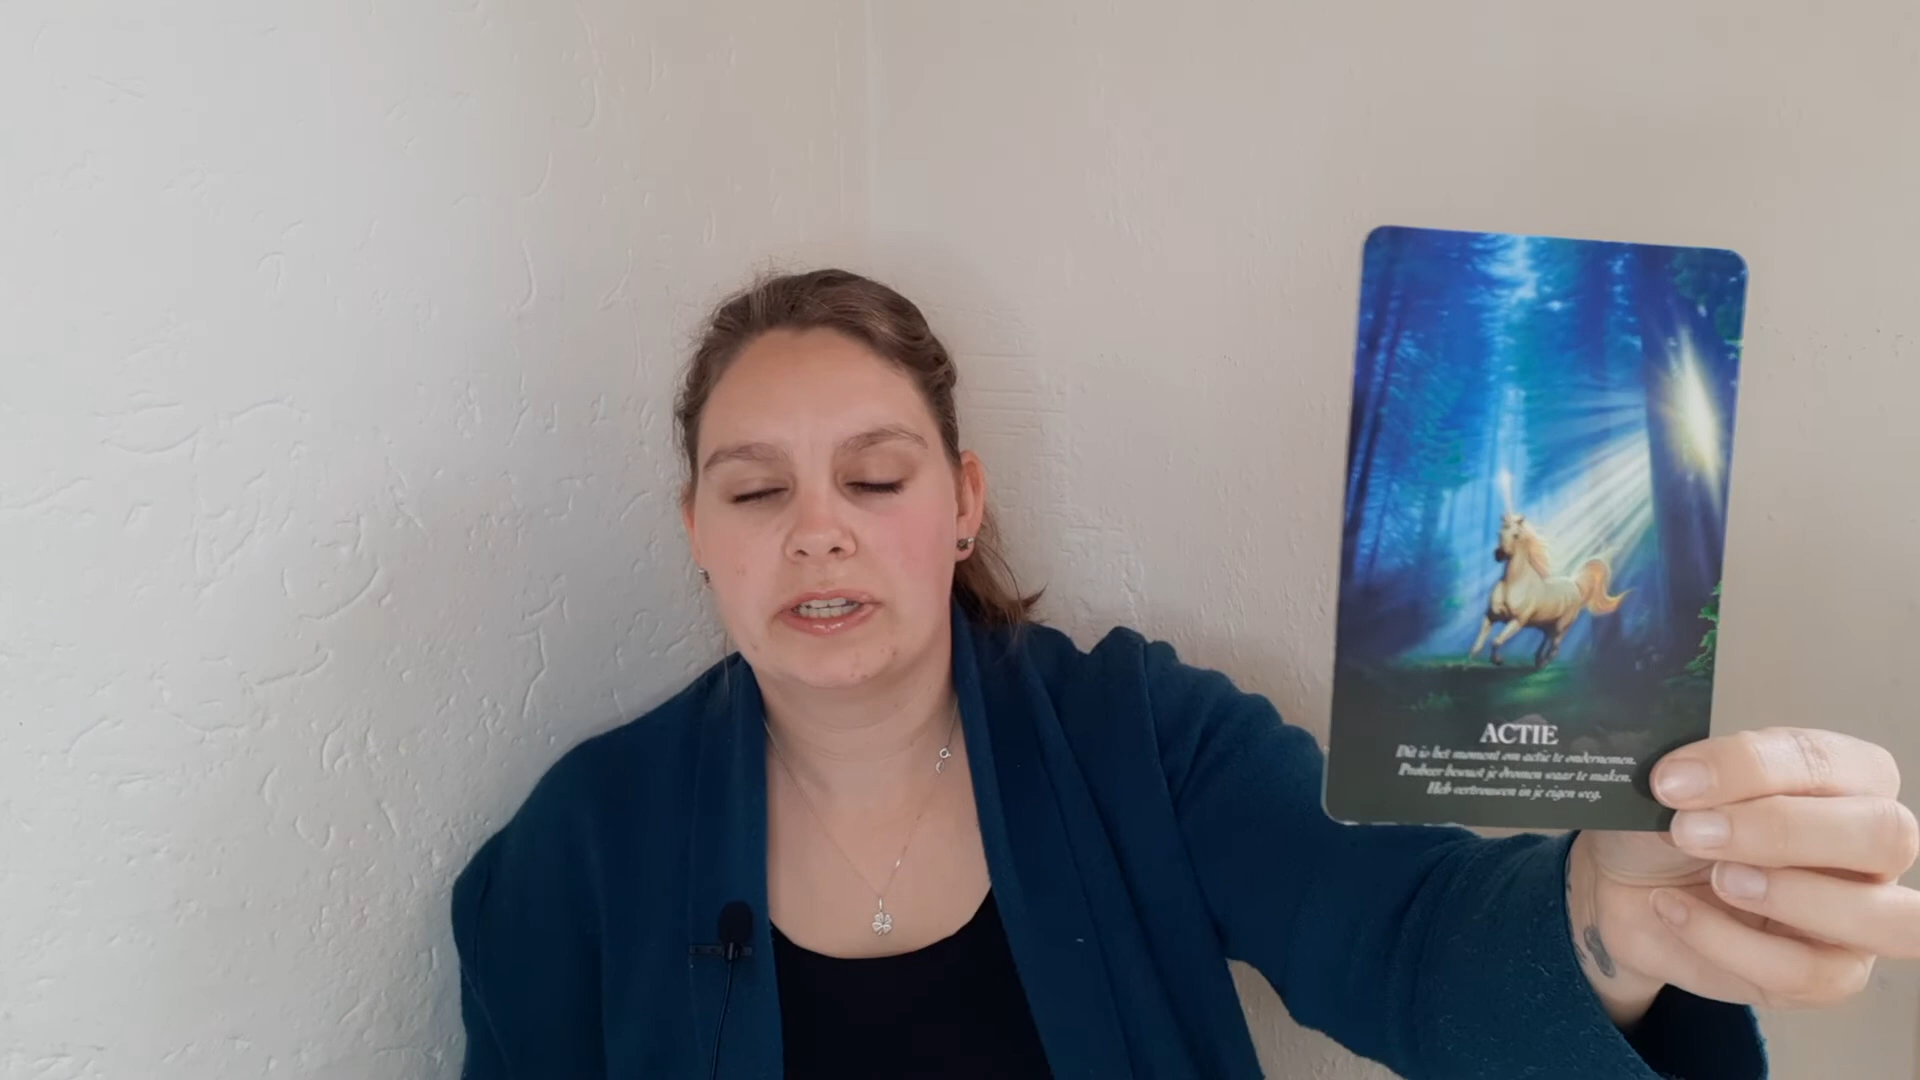 ACTIE
Dit is het moment om actie te ondernemen.
Probeer bewust je dromen waar te maken.
Heb vertrouwen in je eigen weg.